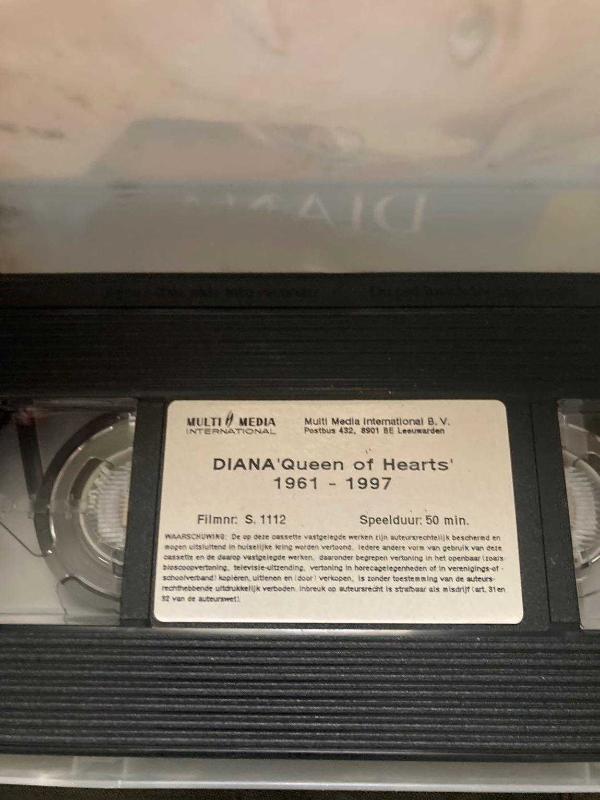 DIANA
MULTI MEDIA
INTERNATIONAL
Multi Media International B.V.
Postbus 432, 8901 BE Leeuwarden
DIANA 'Queen of Hearts'
1961 - 1997
Filmnr: S. 1112
Speelduur: 50 min.
WAARSCHUWING: De op deze cassette vastgelegde werken zijn auteursrechtelijk beschermd en
mogen uitsluitend in huiselijke kring worden vertoond. Iedere andere vorm van gebruik van deze
cassette en de daarop vastgelegde werken, daaronder begrepen vertoning in het openbaar (zoals
bioscoopvertoning, televisie-uitzending, vertoning in horecagelegenheden of in verenigings-of -
schoolverband) kopiëren, uitlenen en (door) verkopen, is zonder toestemming van de auteurs-
rechthebbende uitdrukkelijk verboden. Inbreuk op auteursrecht is strafbaar als misdrijf (art. 31 en
32 van de auteurswet).